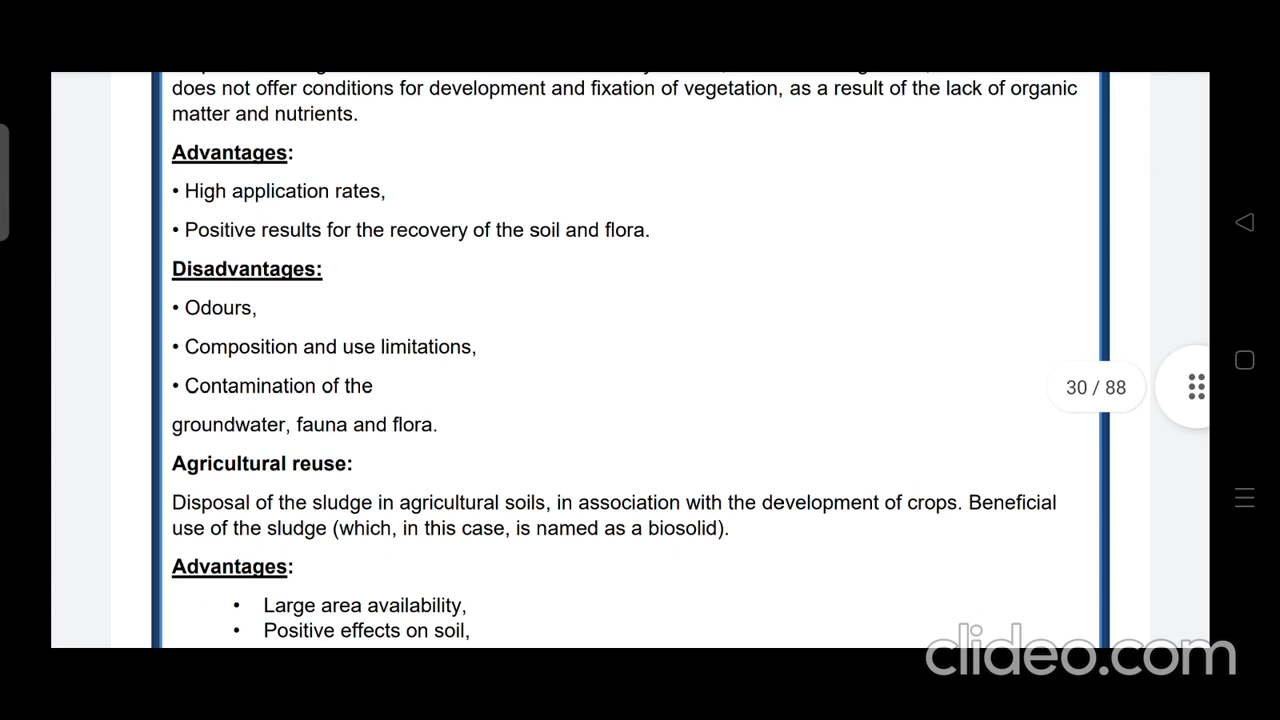 does not offer conditions for development and fixation of vegetation, as a result of the lack of organic
matter and nutrients.
Advantages:
• High application rates,
• Positive results for the recovery of the soil and flora.
Disadvantages:
• Odours,
• Composition and use limitations,
• Contamination of the
groundwater, fauna and flora.
30 / 88
Agricultural reuse:
Disposal of the sludge in agricultural soils, in association with the development of crops. Beneficial
use of the sludge (which, in this case, is named as a biosolid).
Advantages:
• Large area availability,
• Positive effects on soil,
clideo.com